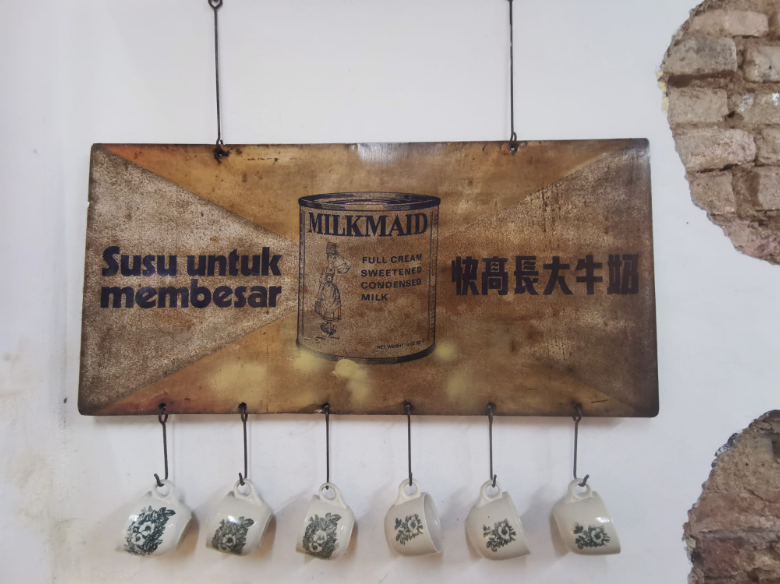 Susu untuk
membesar
MILKMAID
FULL CREAM
SWEETENED
CONDENSED
MILK
快高長大牛奶